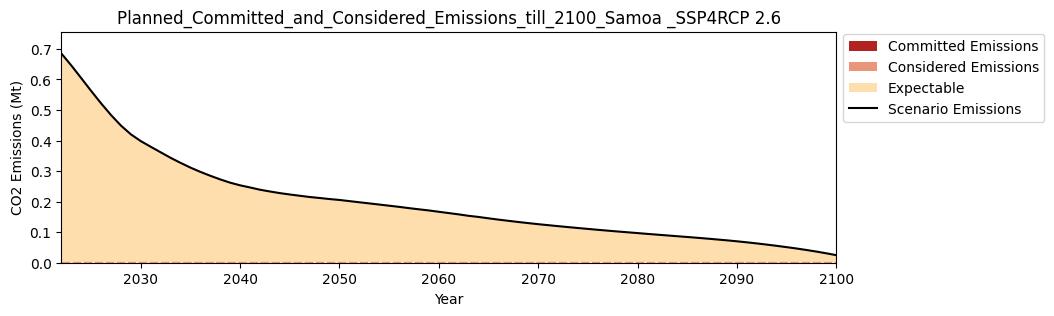 Planned_Committed_and_Considered_Emissions_till_2100_Samoa _SSP4RCP 2.6
CO2 Emissions (Mt)
0.7
0.6
0.5
0.4
0.3
0.2
0.1
0.0
2030 2040 2050 2060 2070 2080 2090 2100
Year
Committed Emissions
Considered Emissions
Expectable
Scenario Emissions